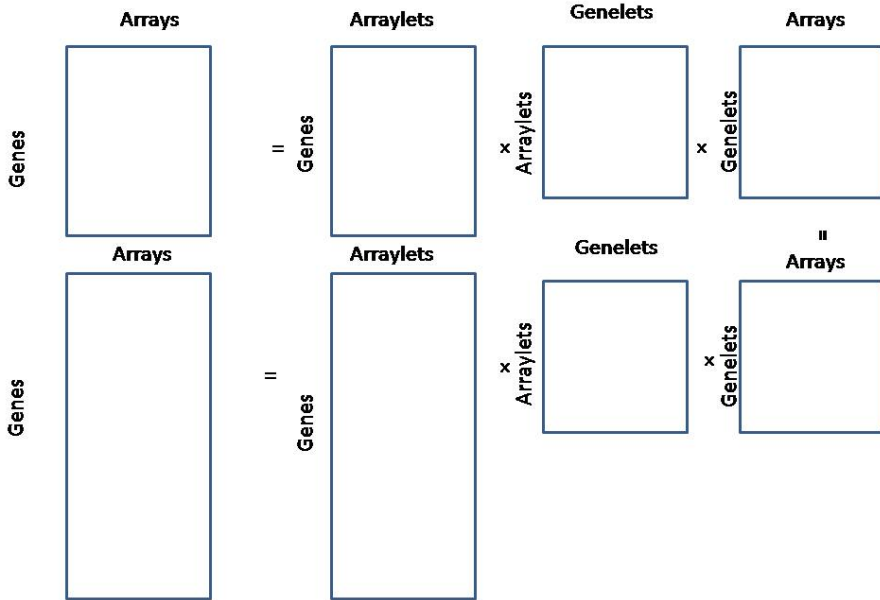 Arrays
Arraylets
Genelets
Arrays
Genes
=
Genes
x
Arraylets
x
Genelets
=
Arrays
Arraylets
Genelets
Arrays
Genes
=
Genes
x
Arraylets
x
Genelets